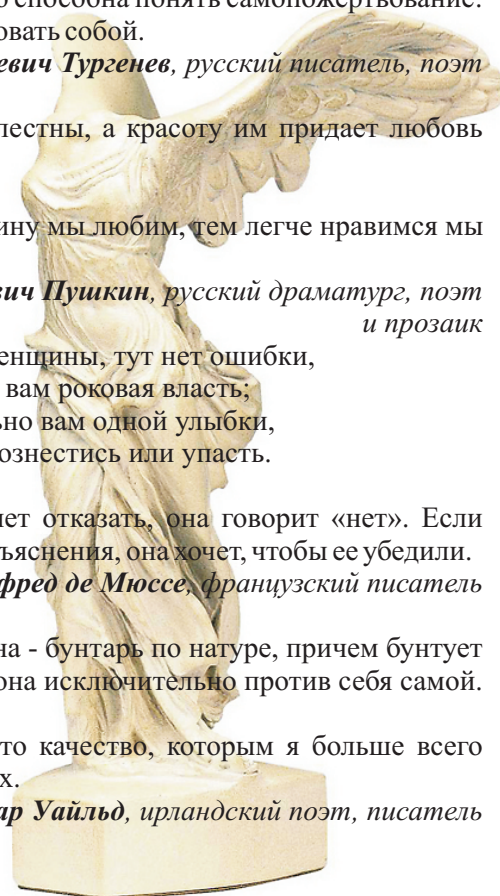 о способна понять самопожертвование.
овать собой.
евич Тургенев, русский писатель, поэт
лестны, а красоту им придает любовь
ину мы любим, тем легче нравимся мы
вич Пушкин, русский драматург, поэт
и прозаик
енщины, тут нет ошибки,
вам роковая власть;
ьно вам одной улыбки,
ознестись или упасть.
чет отказать, она говорит «нет». Если
ъяснения, она хочет, чтобы ее убедили.
фред де Мюссе, французский писатель
на - бунтарь по натуре, причем бунтует
она исключительно против себя самой.
то качество, которым я больше всего
х.
ар Уайльд, ирландский поэт, писатель